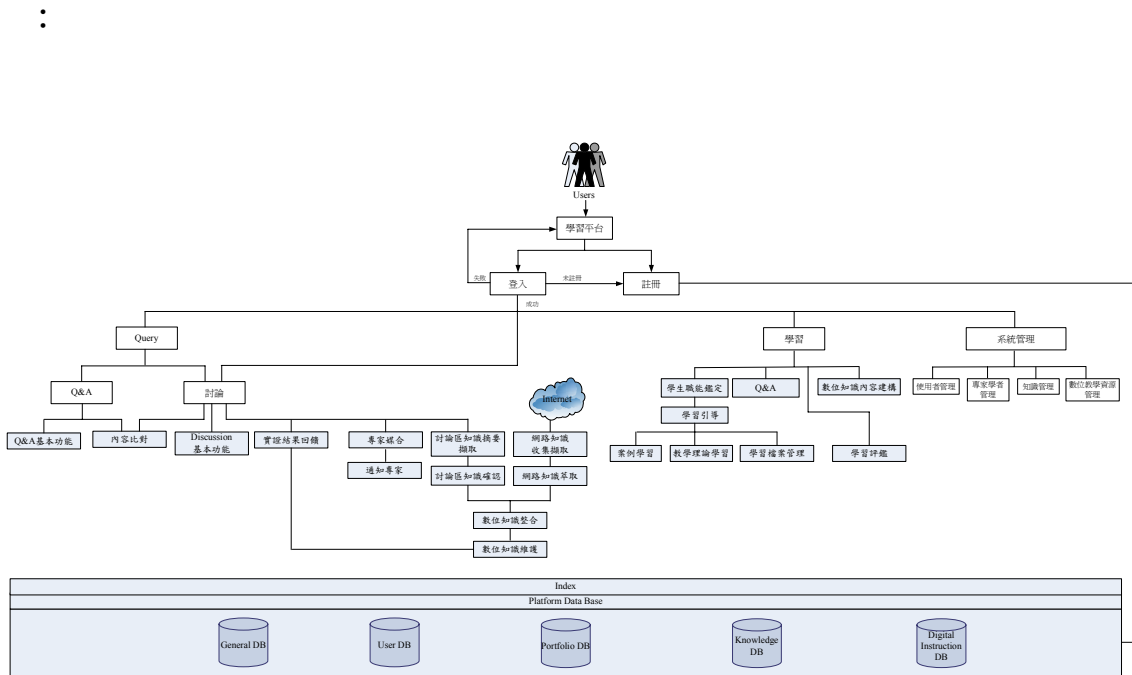 :
Users
學習平台
失敗
登入
未註冊
註冊
成功
Query
學習
系統管理
Q&A
討論
Internet
學生職能鑑定
Q&A
數位知識內容建構
使用者管理
專家學者
管理
知識管理
數位教學資源
管理
學習引導
Q&A基本功能
內容比對
Discussion
基本功能
實證結果回饋
專家媒合
討論區知識摘要
擷取
網路知識
收集擷取
案例學習
教學理論學習
學習檔案管理
學習評鑑
通知專家
討論區知識確認
網路知識萃取
數位知識整合
數位知識維護
Index
Platform Data Base
General DB
User DB
Portfolio DB
Knowledge
DB
Digital
Instruction
DB